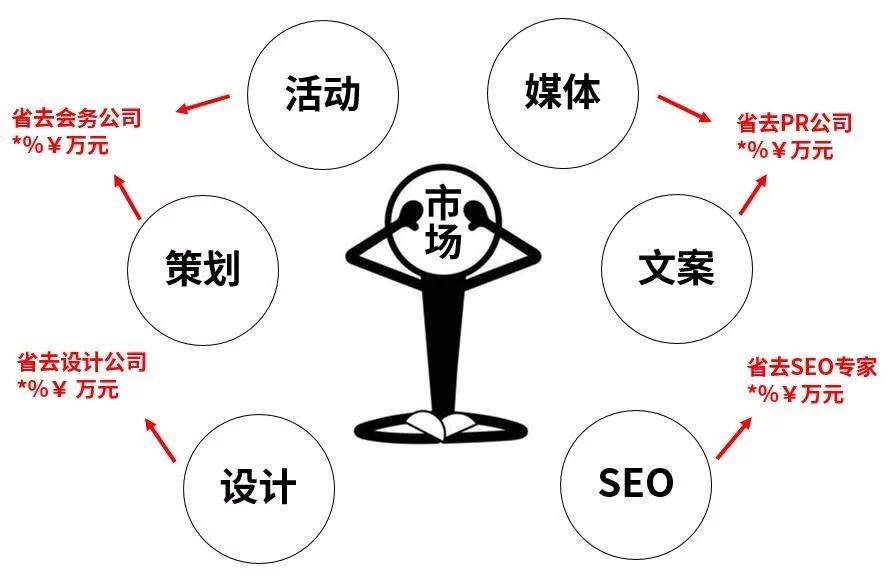 活动
媒体
省去会务公司
*%￥万元
省去PR公司
*%￥万元
市
场
策划
文案
省去设计公司
*%￥ 万元
省去SEO专家
*%￥万元
设计
SEO